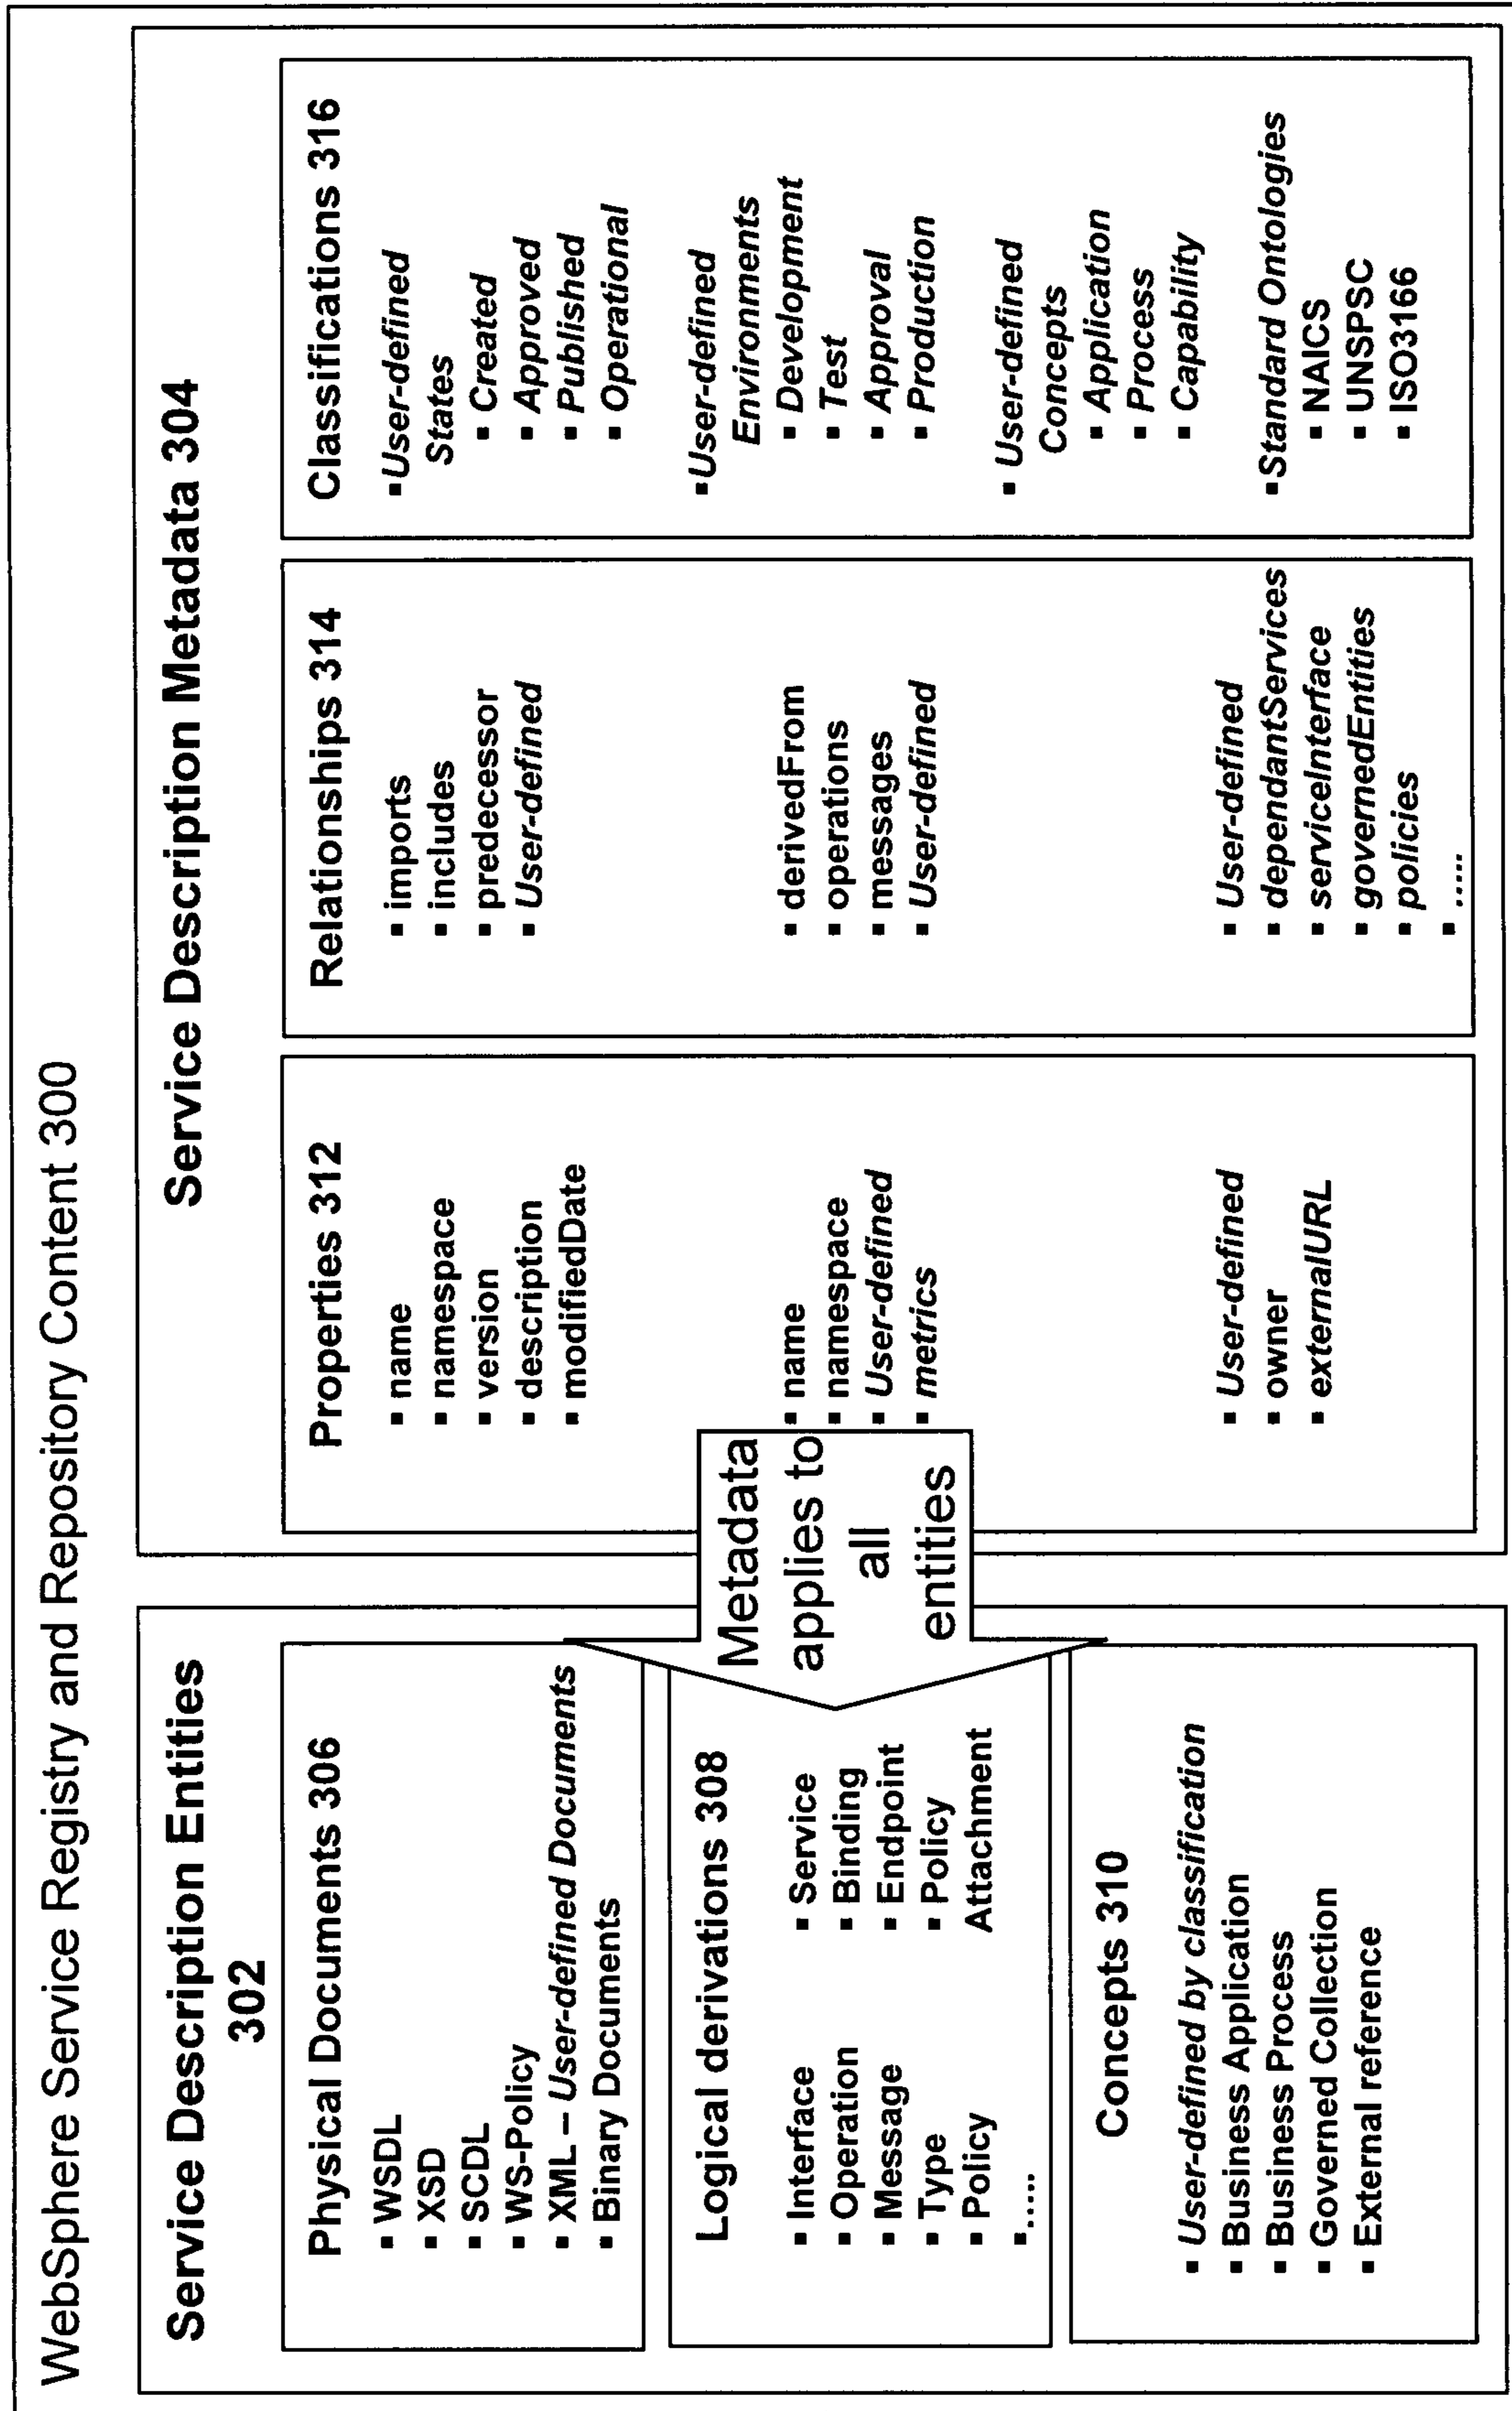 WebSphere Service Registry and Repository Content 300
Service Description Entities
302
Physical Documents 306
▪ WSDL
▪ XSD
▪ SCDL
▪ WS-Policy
▪ XML – User-defined Documents
▪ Binary Documents
Logical derivations 308
▪ Interface
▪ Operation
▪ Message
▪ Type
▪ Policy
▪.....
▪ Service
▪ Binding
▪ Endpoint
▪ Policy
Attachment
Concepts 310
▪ User-defined by classification
▪ Business Application
▪ Business Process
▪ Governed Collection
▪ External reference
Metadata
applies to
all
entities
Service Description Metadata 304
Properties 312
▪ name
▪ namespace
▪ version
▪ description
▪ modifiedDate
▪ name
▪ namespace
▪ User-defined
▪ metrics
▪ User-defined
▪ owner
▪ externalURL
Relationships 314
▪ imports
▪ includes
▪ predecessor
▪ User-defined
▪ derivedFrom
▪ operations
▪ messages
▪ User-defined
▪ User-defined
▪ dependantServices
▪ serviceInterface
▪ governedEntities
▪ policies
▪ .....
Classifications 316
▪User-defined
States
▪ Created
▪ Approved
▪ Published
▪ Operational
▪User-defined
Environments
▪ Development
▪ Test
▪ Approval
▪ Production
▪ User-defined
Concepts
▪ Application
▪ Process
▪ Capability
▪Standard Ontologies
▪ NAICS
▪ UNSPSC
▪ ISO3166